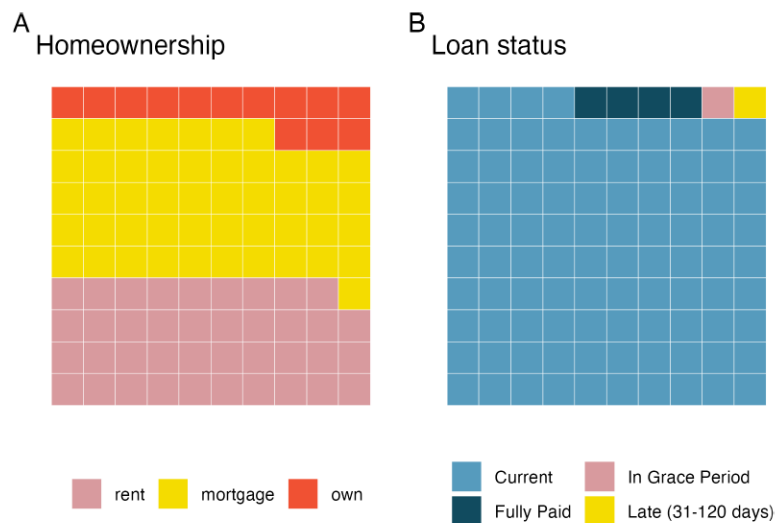 A
Homeownership
rent mortgage own
B
Loan status
Current In Grace Period
Fully Paid Late (31-120 days)